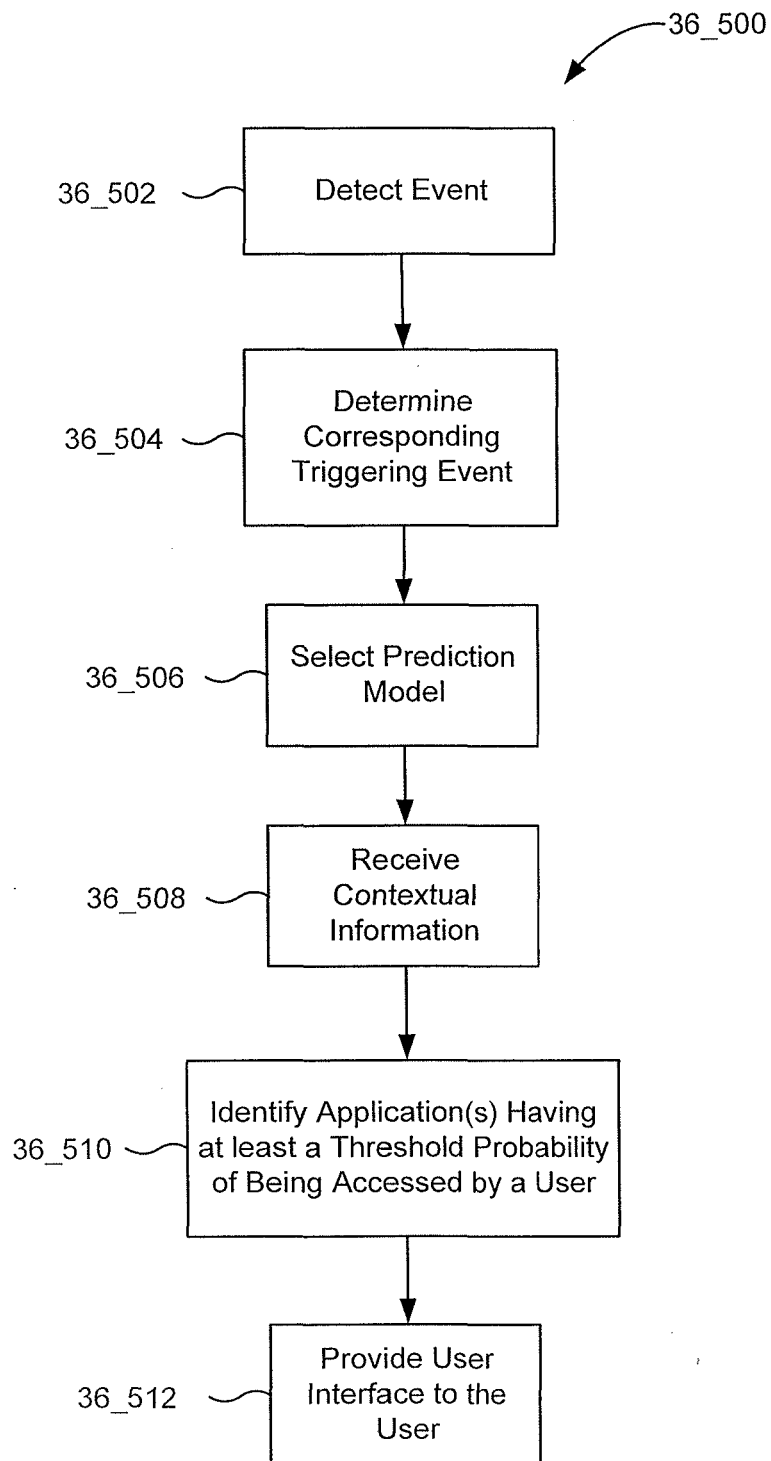 36_500
36_502
Detect Event
36_504
Determine
Corresponding
Triggering Event
36_506
Select Prediction
Model
36_508
Receive
Contextual
Information
36_510
Identify Application(s) Having
at least a Threshold Probability
of Being Accessed by a User
36_512
Provide User
Interface to the
User